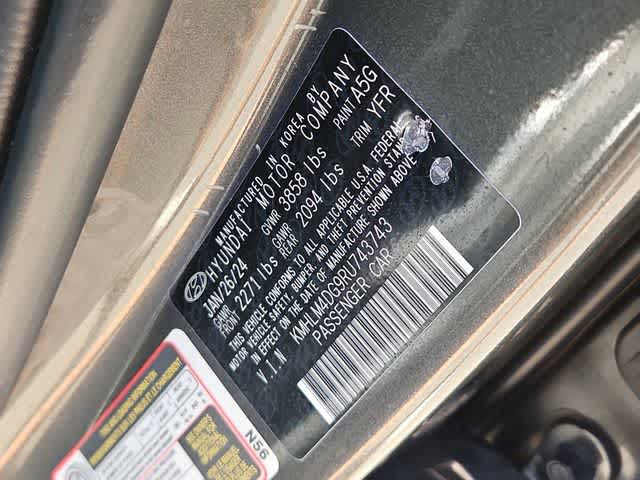 MANUFACTURED IN KOREA BY
HYUNDAI MOTOR COMPANY
JAN/26/24 GVWR 3858 lbs PAINT A5G
GAWR FRONT 2271 lbs GAWR REAR 2094 lbs TRIM YFR
THIS VEHICLE CONFORMS TO ALL APPLICABLE U.S.A. FEDERAL
MOTOR VEHICLE SAFETY, BUMPER, AND THEFT PREVENTION STANDARDS
IN EFFECT ON THE DATE OF MANUFACTURE SHOWN ABOVE
V.I.N KMHLM4DG9RU743743
PASSENGER CAR
N56